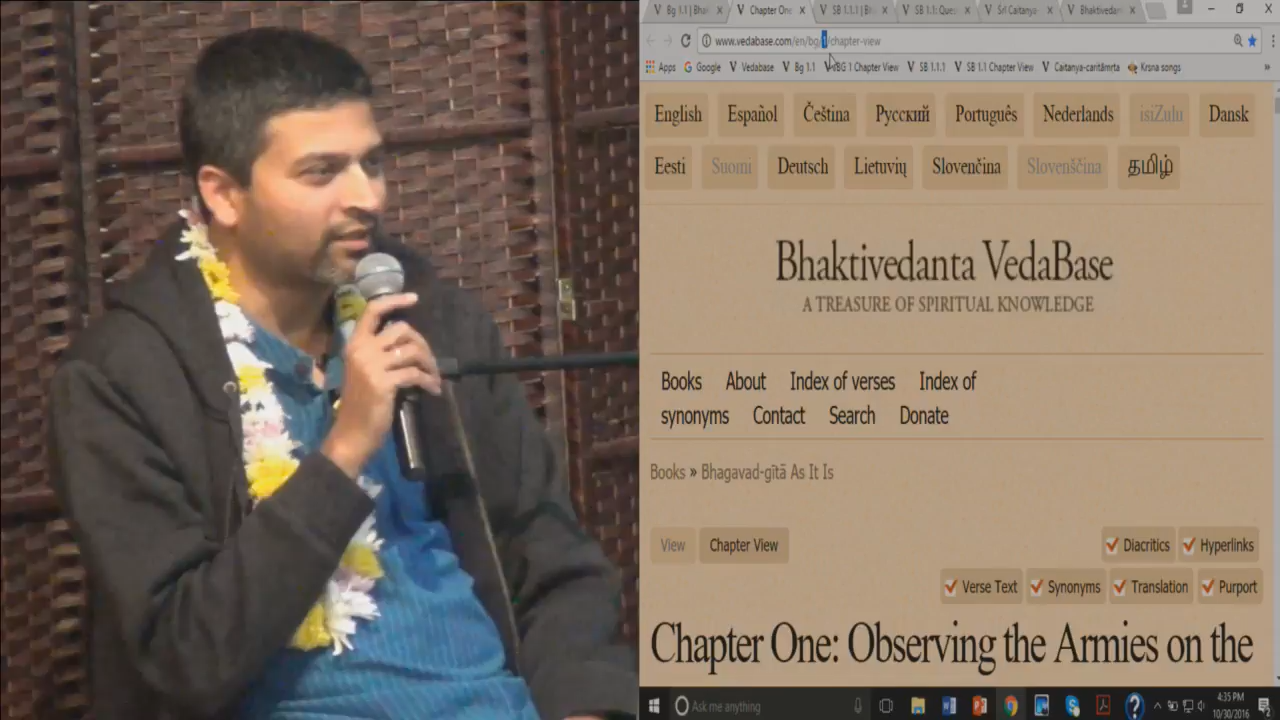 Bg 1.1 | Bhak
Chapter One
SB 1.1.1 | B
SB 1.1: Ques
Sri Caitanya-
Bhaktivedan
www.vedabase.com/en/bg/1/chapter-view
Apps
Google
Vedabase
Bg 1.1
BG 1 Chapter View
SB 1.1.1
SB 1.1 Chapter View
Caitanya-caritāmrta
Krsna songs
English Español Čeština Русский Português Nederlands isiZulu Dansk
Eesti Suomi Deutsch Lietuvių Slovenčina Slovenščina தமிழ்
Bhaktivedanta VedaBase
A TREASURE OF SPIRITUAL KNOWLEDGE
Books About Index of verses Index of
synonyms Contact Search Donate
Books » Bhagavad-gītā As It Is
View Chapter View Diacritics Hyperlinks
Verse Text Synonyms Translation Purport
Chapter One: Observing the Armies on the
Ask me anything
4:35 PM
10/30/2016